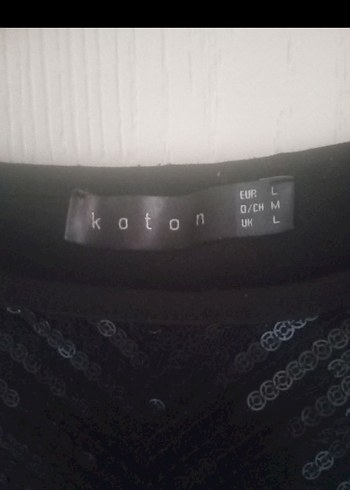 koton
EUR L
D/CH M
UK L